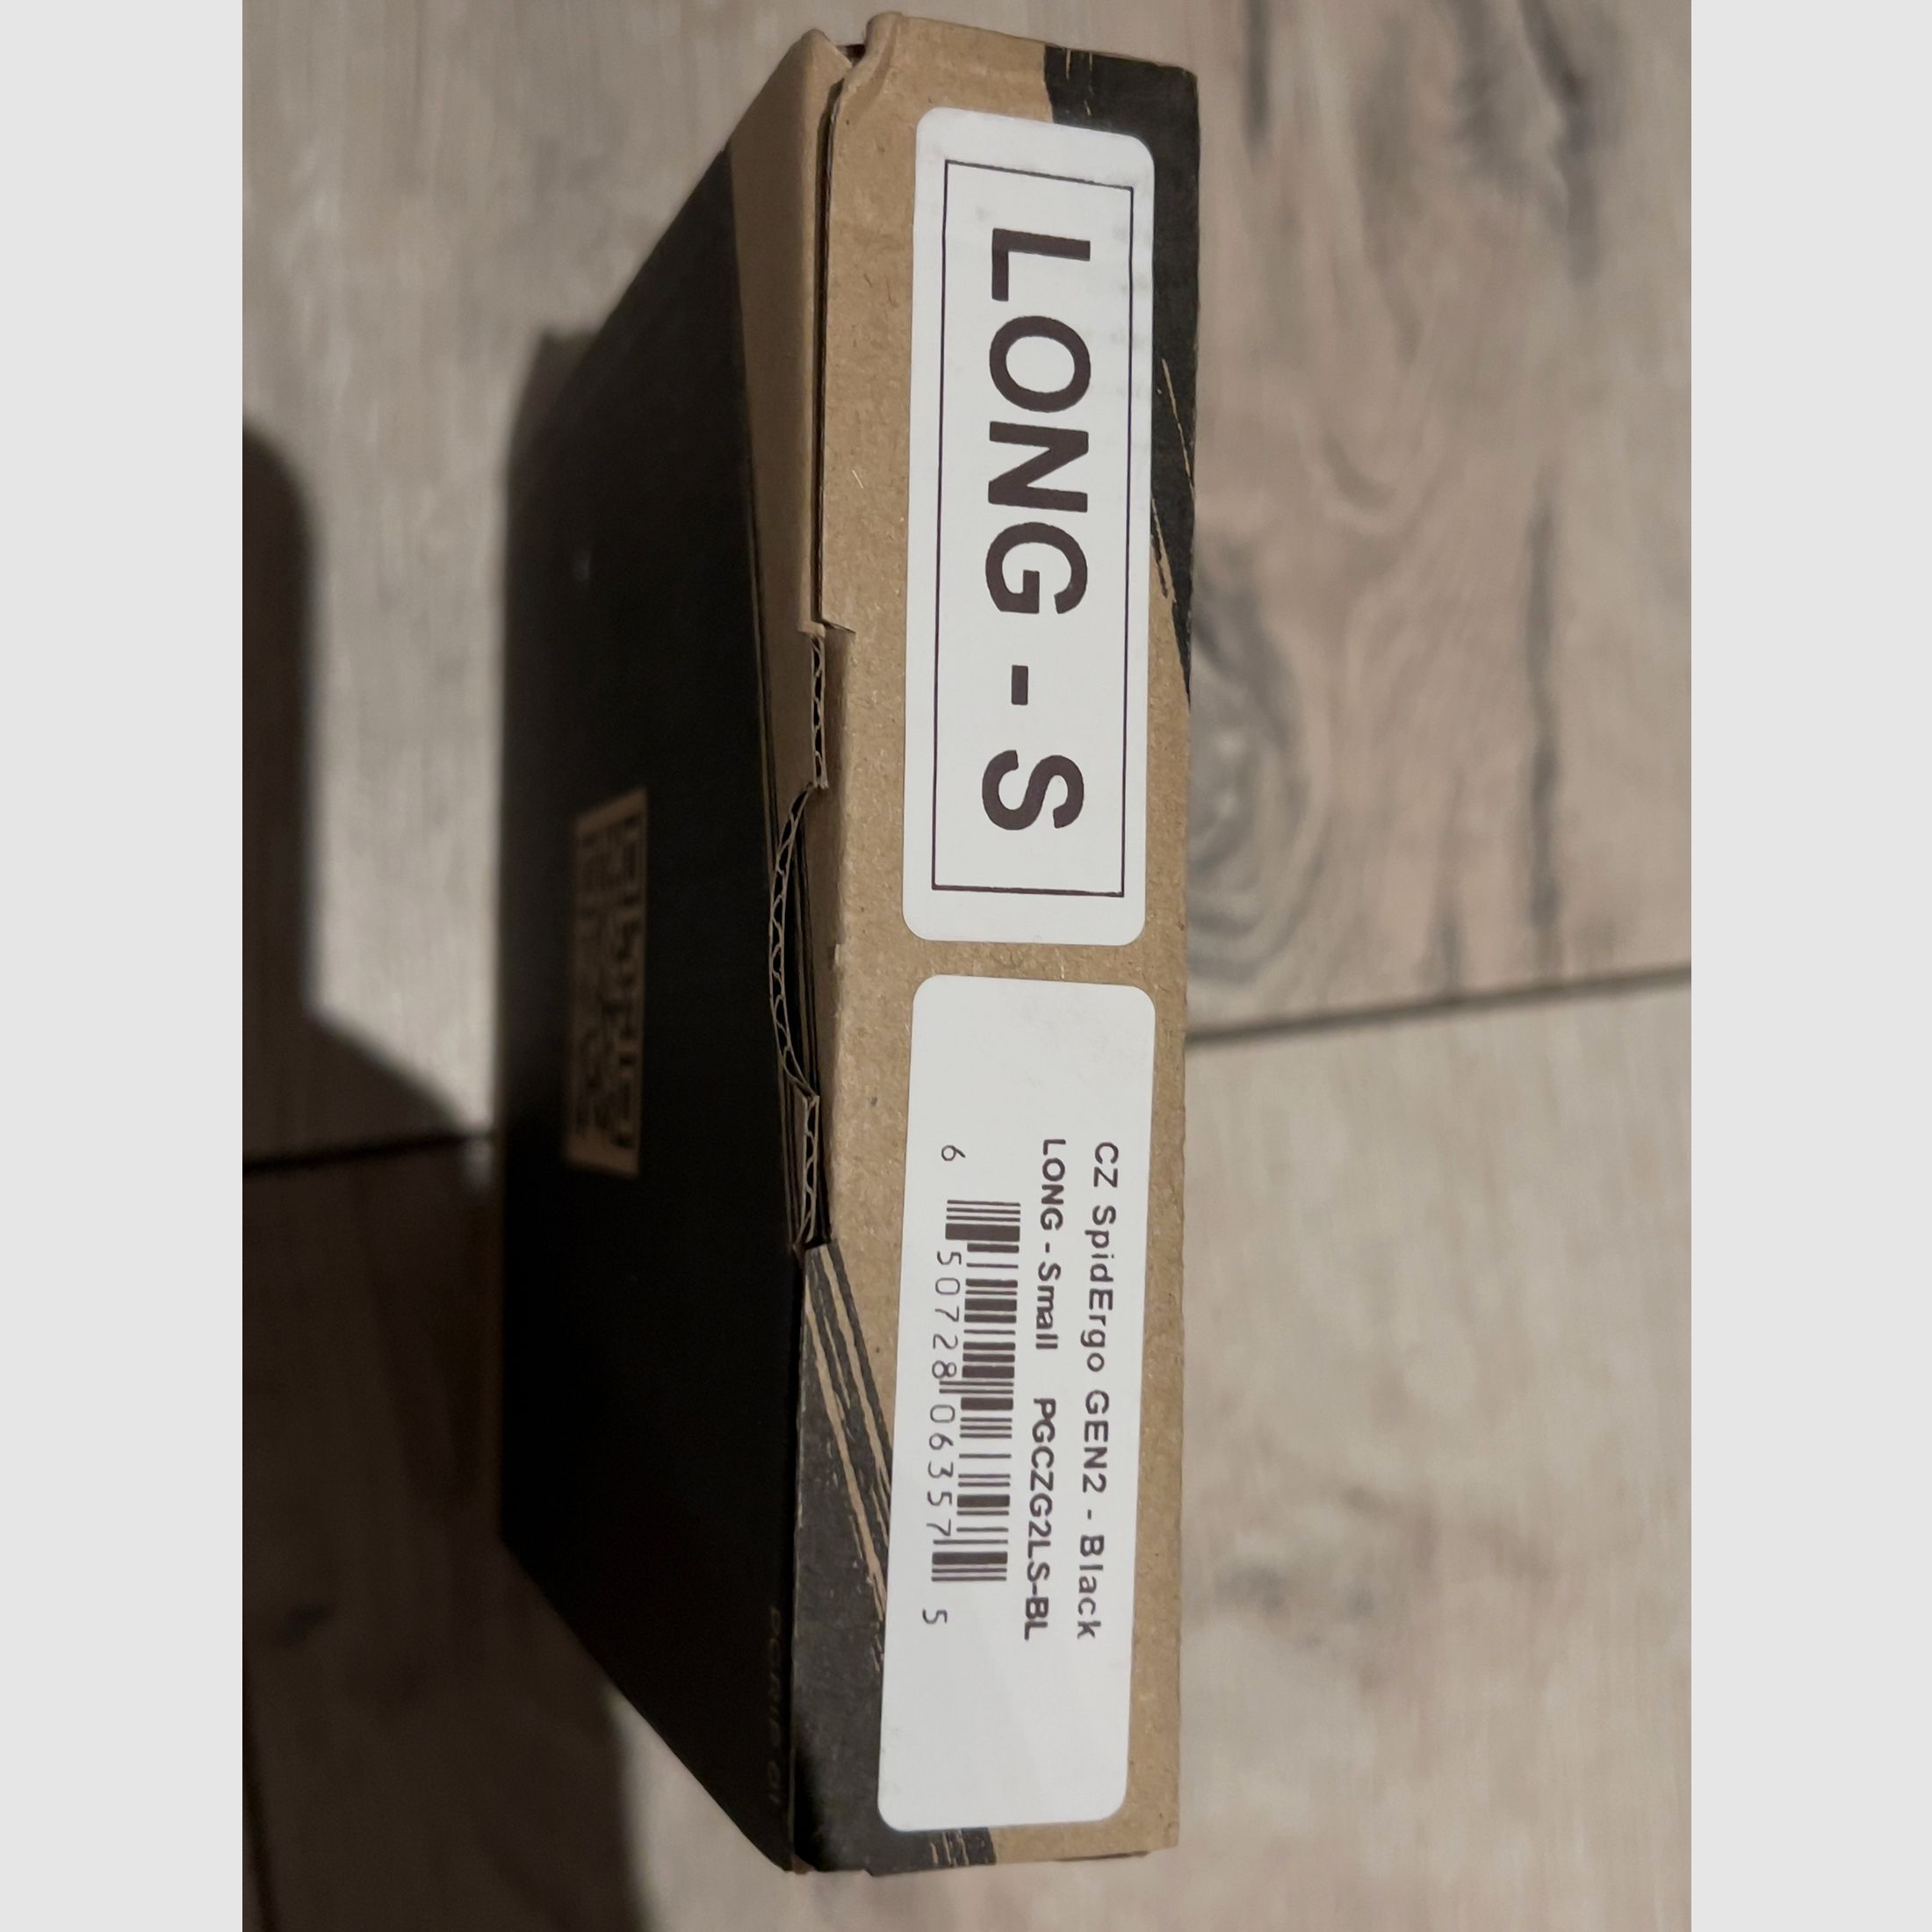 LONG - S
CZ SpidErgo GEN2 - Black
LONG - Small PGCZG2LS-BL
6 50728 06357 5